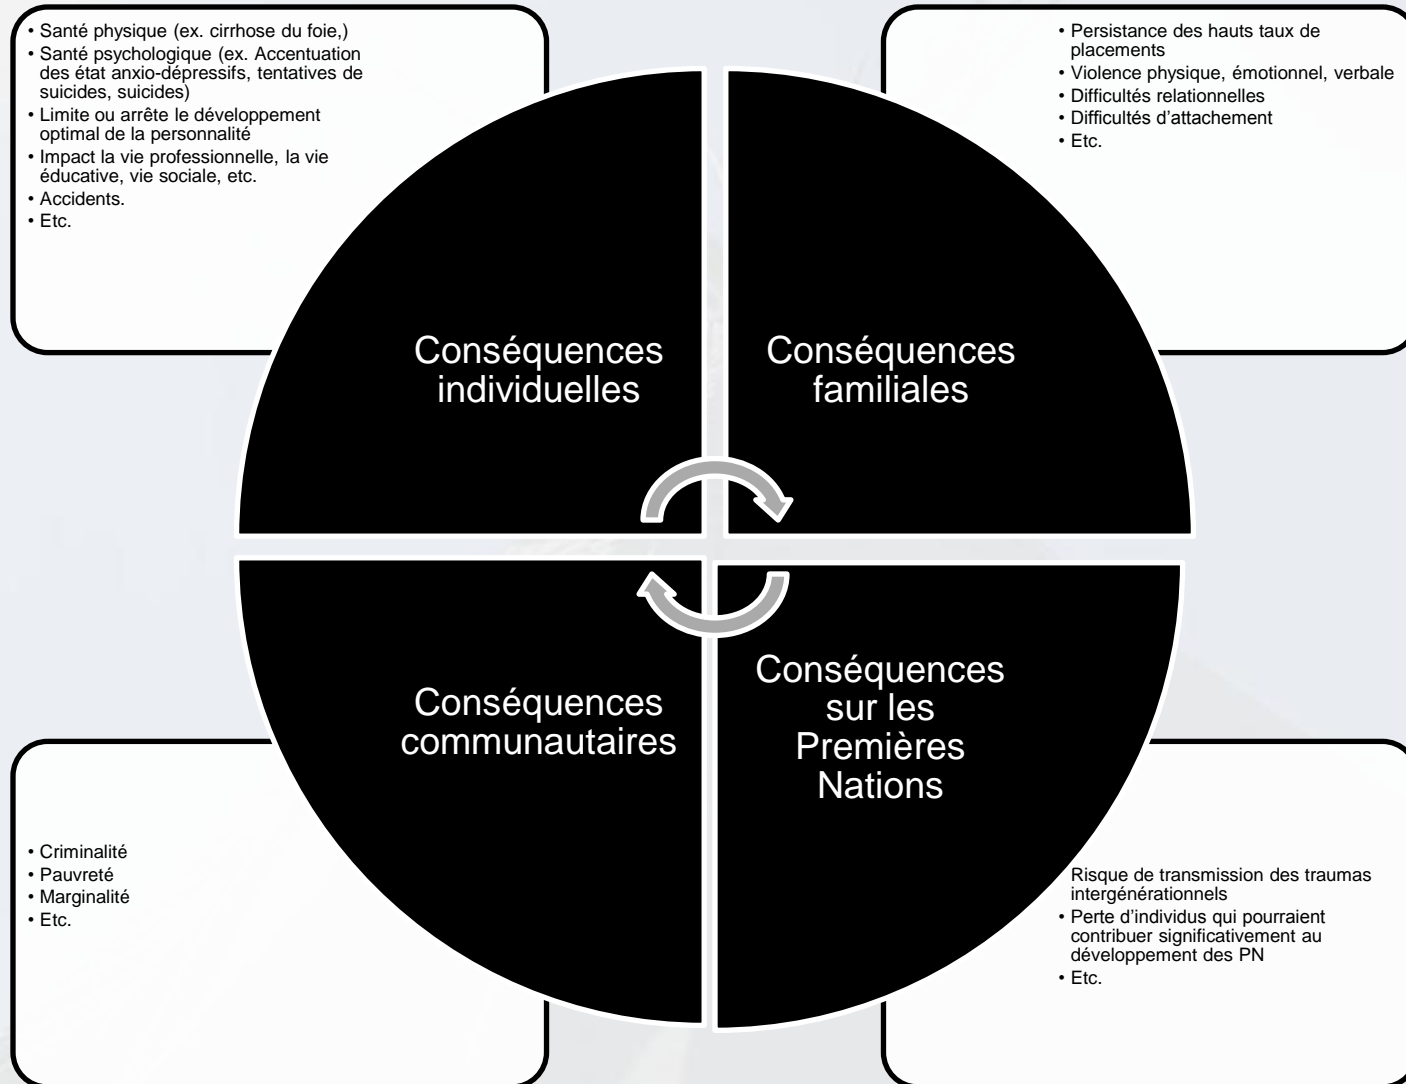 • Santé physique (ex. cirrhose du foie,)
• Santé psychologique (ex. Accentuation
des état anxio-dépressifs, tentatives de
suicides, suicides)
• Limite ou arrête le développement
optimal de la personnalité
• Impact la vie professionnelle, la vie
éducative, vie sociale, etc.
• Accidents.
• Etc.
• Persistance des hauts taux de
placements
• Violence physique, émotionnel, verbale
• Difficultés relationnelles
• Difficultés d’attachement
• Etc.
Conséquences
individuelles
Conséquences
familiales
Conséquences
communautaires
Conséquences
sur les
Premières
Nations
• Criminalité
• Pauvreté
• Marginalité
• Etc.
Risque de transmission des traumas
intergénérationnels
• Perte d’individus qui pourraient
contribuer significativement au
développement des PN
• Etc.